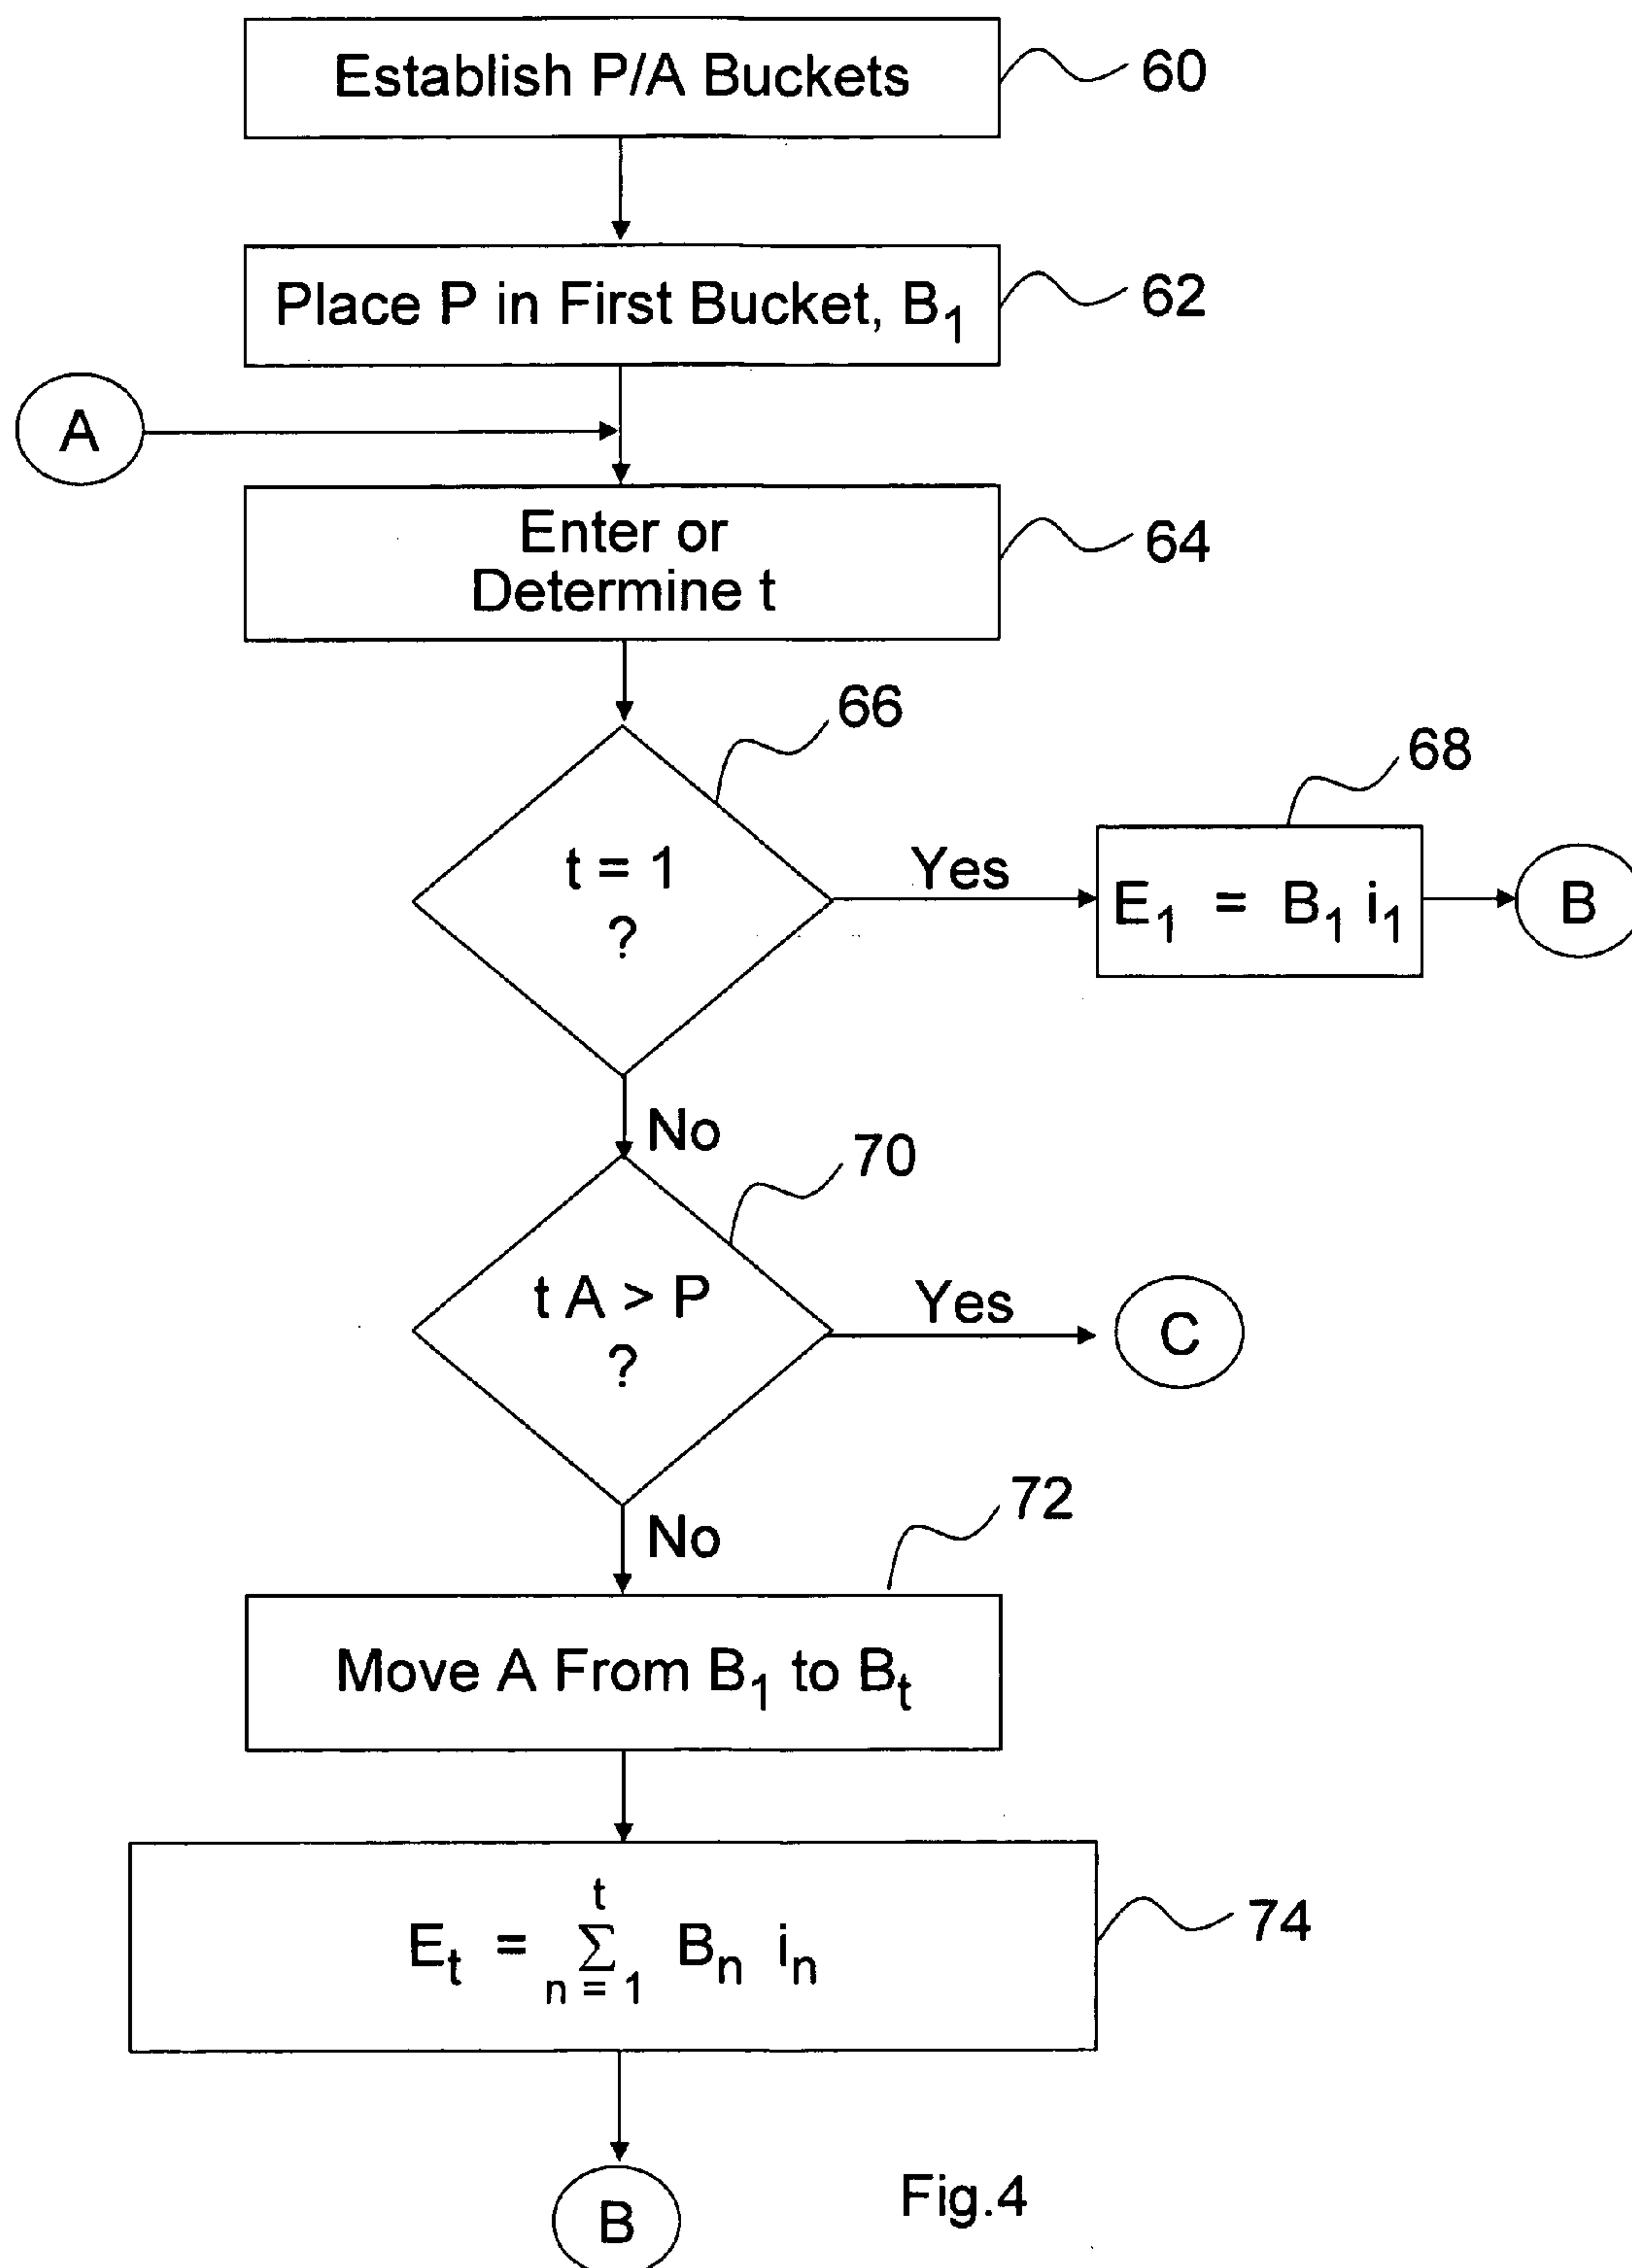 Establish P/A Buckets
60
Place P in First Bucket, B₁
62
A
Enter or
Determine t
64
66
t = 1
?
Yes
68
E₁ = B₁ i₁
B
No
70
t A > P
?
Yes
C
No
72
Move A From B₁ to Bₜ
t
Eₜ = Σ Bₙ iₙ
n = 1
74
B
Fig.4